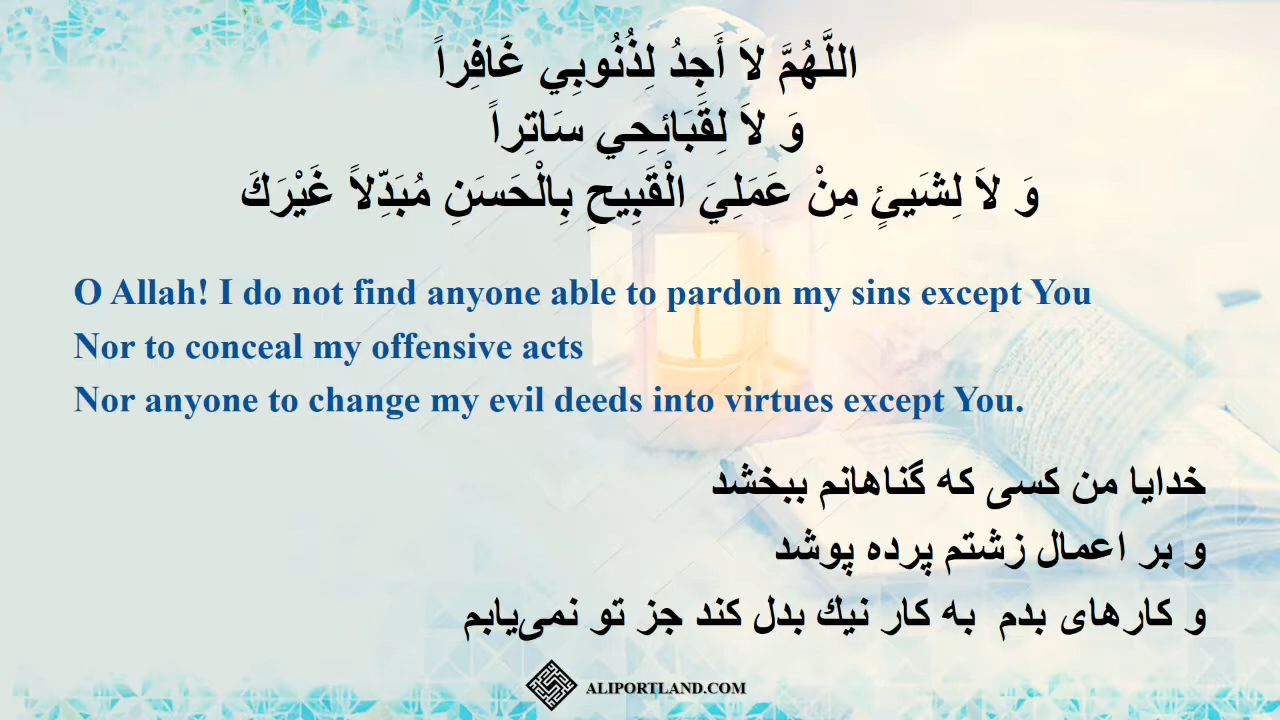 اللَّهُمَّ لاَ أَجِدُ لِذُنُوبِي غَافِراً
وَ لاَ لِقَبَائِحِي سَاتِراً
وَ لاَ لِشَيئٍ مِنْ عَمَلِيَ الْقَبِيحِ بِالْحَسَنِ مُبَدِّلاً غَيْرَكَ
O Allah! I do not find anyone able to pardon my sins except You
Nor to conceal my offensive acts
Nor anyone to change my evil deeds into virtues except You.
خدایا من کسی که گناهانم ببخشد
و بر اعمال زشتم پرده پوشد
و کارهای بدم به کار نیك بدل کند جز تو نمی‌یابم
ALIPORTLAND.COM